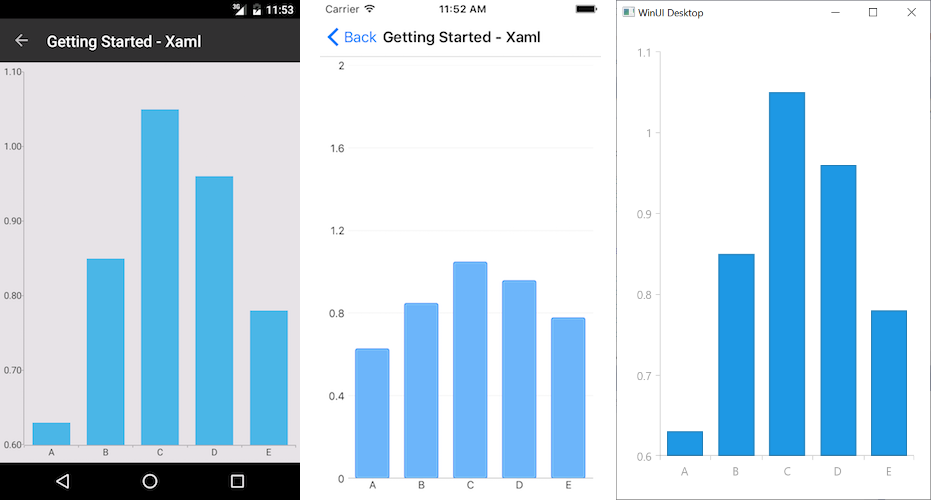 3G 11:53
Getting Started - Xaml
1.10
1.00
0.90
0.80
0.70
0.60
A B C D E
Carrier 11:52 AM
Back Getting Started - Xaml
2
1.6
1.2
0.8
0.4
0
A B C D E
WinUI Desktop
1.1
1
0.9
0.8
0.7
0.6
A B C D E